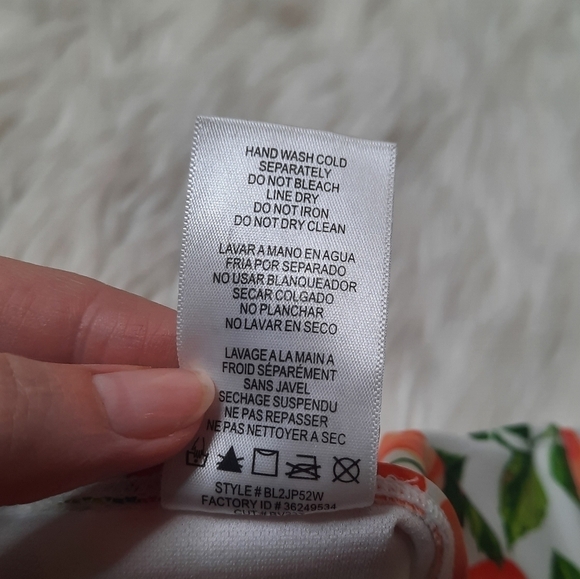 HAND WASH COLD
SEPARATELY
DO NOT BLEACH
LINE DRY
DO NOT IRON
DO NOT DRY CLEAN
LAVAR A MANO EN AGUA
FRIA POR SEPARADO
NO USAR BLANQUEADOR
SECAR COLGADO
NO PLANCHAR
NO LAVAR EN SECO
LAVAGE A LA MAIN A
FROID SÉPARÉMENT
SANS JAVEL
SECHAGE SUSPENDU
NE PAS REPASSER
NE PAS NETTOYER A SEC
STYLE # BL2JP52W
FACTORY ID # 36249534